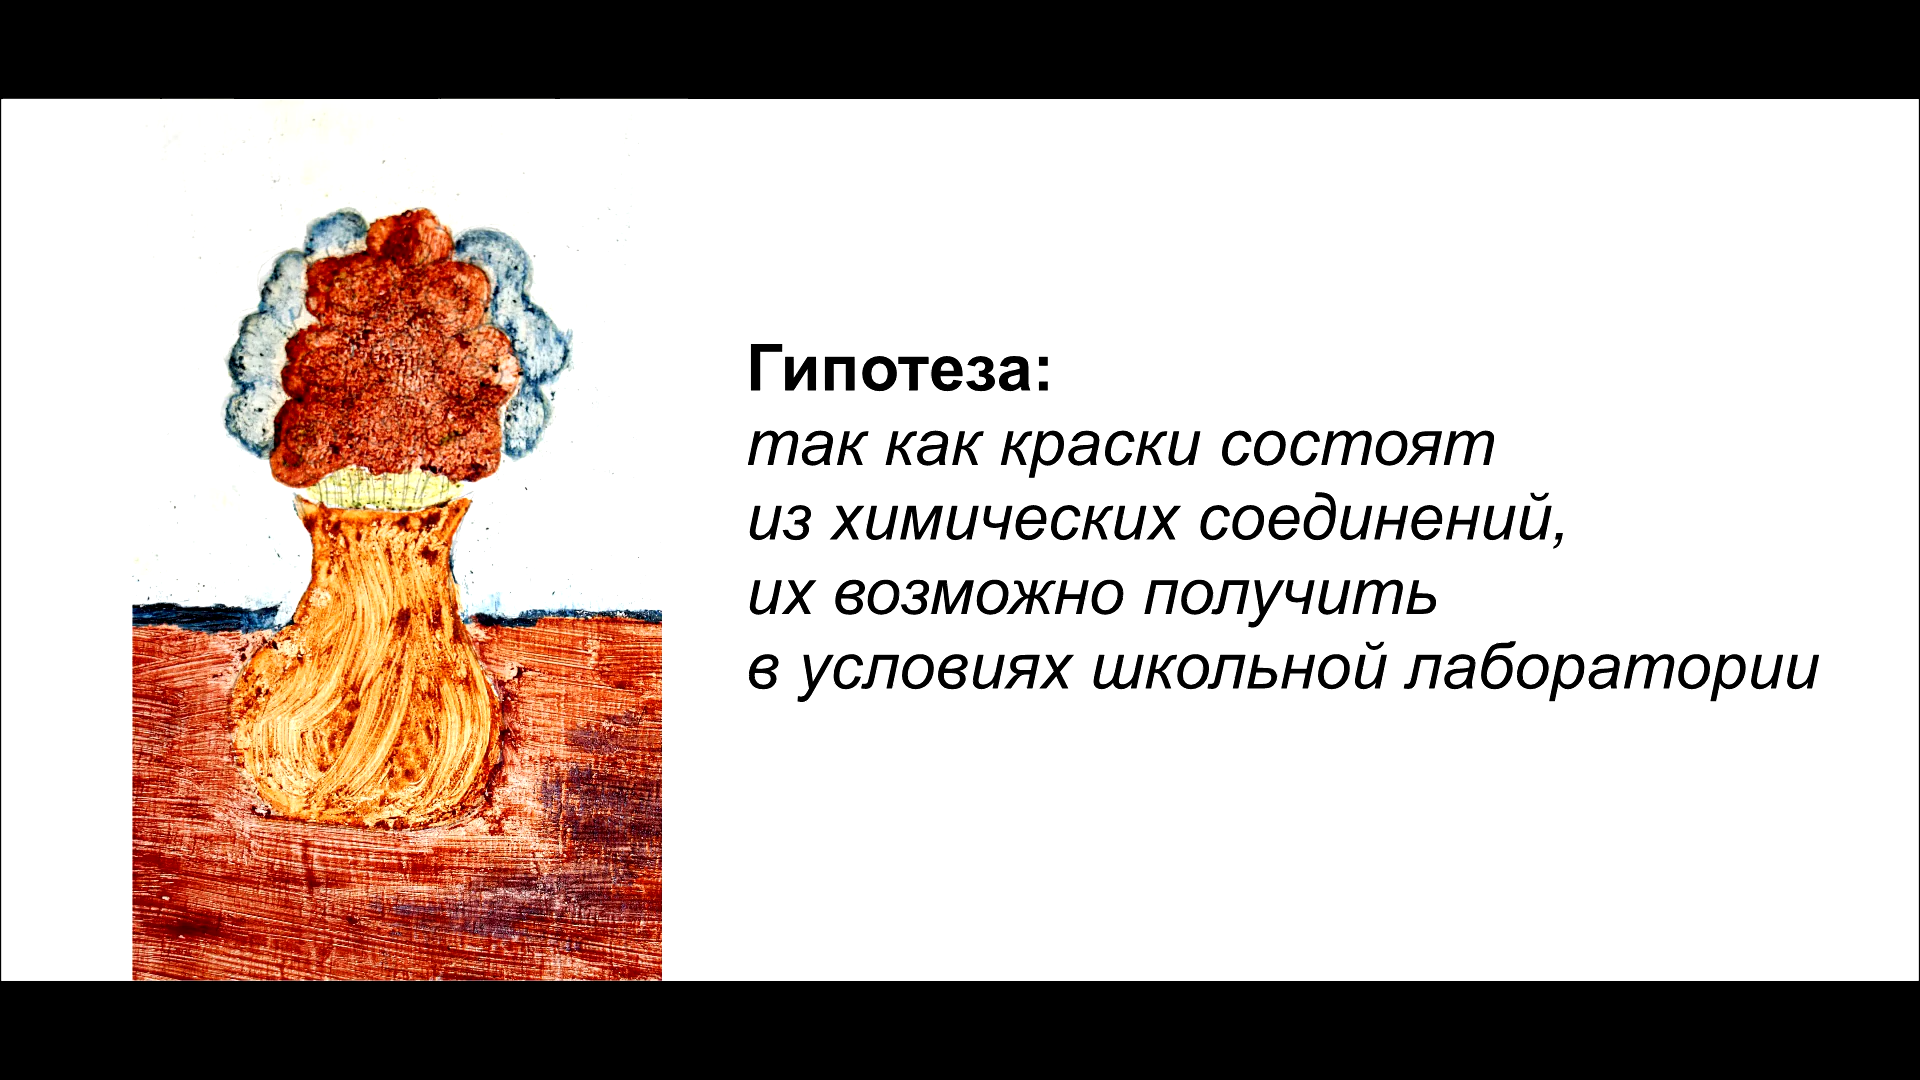 Гипотеза:
так как краски состоят
из химических соединений,
их возможно получить
в условиях школьной лаборатории